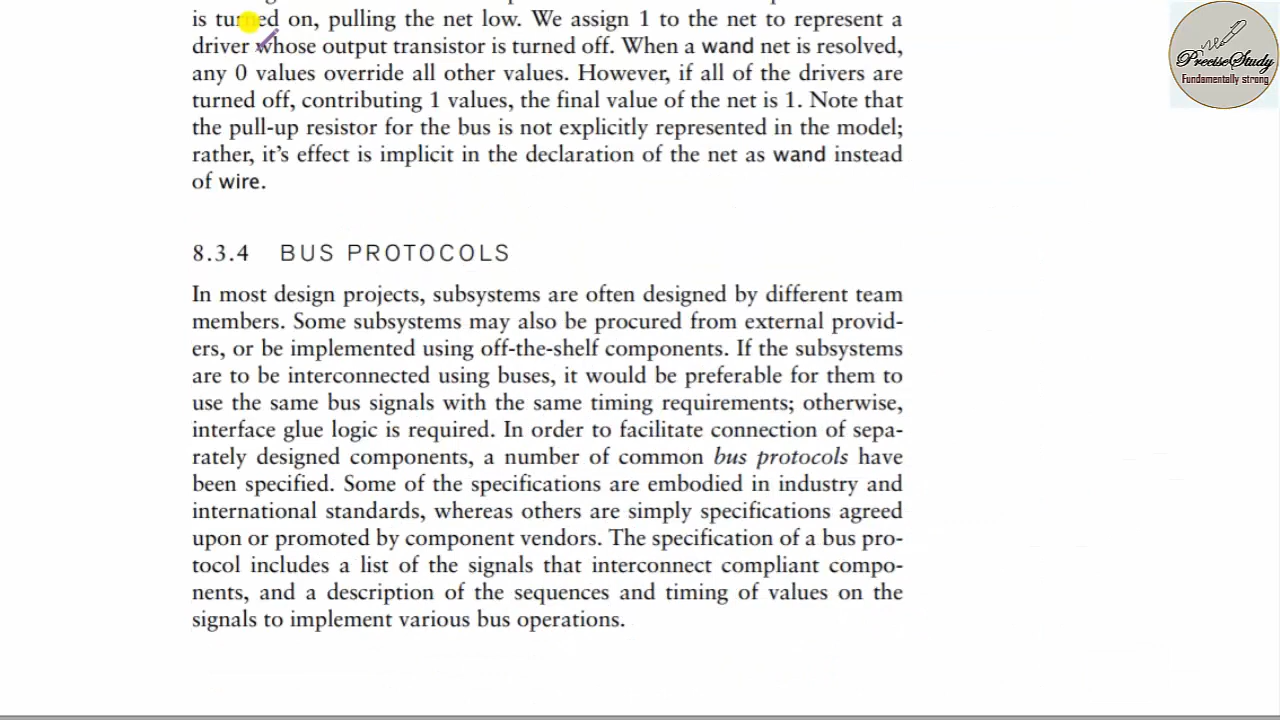 is turned on, pulling the net low. We assign 1 to the net to represent a
driver whose output transistor is turned off. When a wand net is resolved,
any 0 values override all other values. However, if all of the drivers are
turned off, contributing 1 values, the final value of the net is 1. Note that
the pull-up resistor for the bus is not explicitly represented in the model;
rather, it's effect is implicit in the declaration of the net as wand instead
of wire.
8.3.4 BUS PROTOCOLS
In most design projects, subsystems are often designed by different team
members. Some subsystems may also be procured from external provid-
ers, or be implemented using off-the-shelf components. If the subsystems
are to be interconnected using buses, it would be preferable for them to
use the same bus signals with the same timing requirements; otherwise,
interface glue logic is required. In order to facilitate connection of sepa-
rately designed components, a number of common bus protocols have
been specified. Some of the specifications are embodied in industry and
international standards, whereas others are simply specifications agreed
upon or promoted by component vendors. The specification of a bus pro-
tocol includes a list of the signals that interconnect compliant compo-
nents, and a description of the sequences and timing of values on the
signals to implement various bus operations.
PreciseStudy
Fundamentally strong